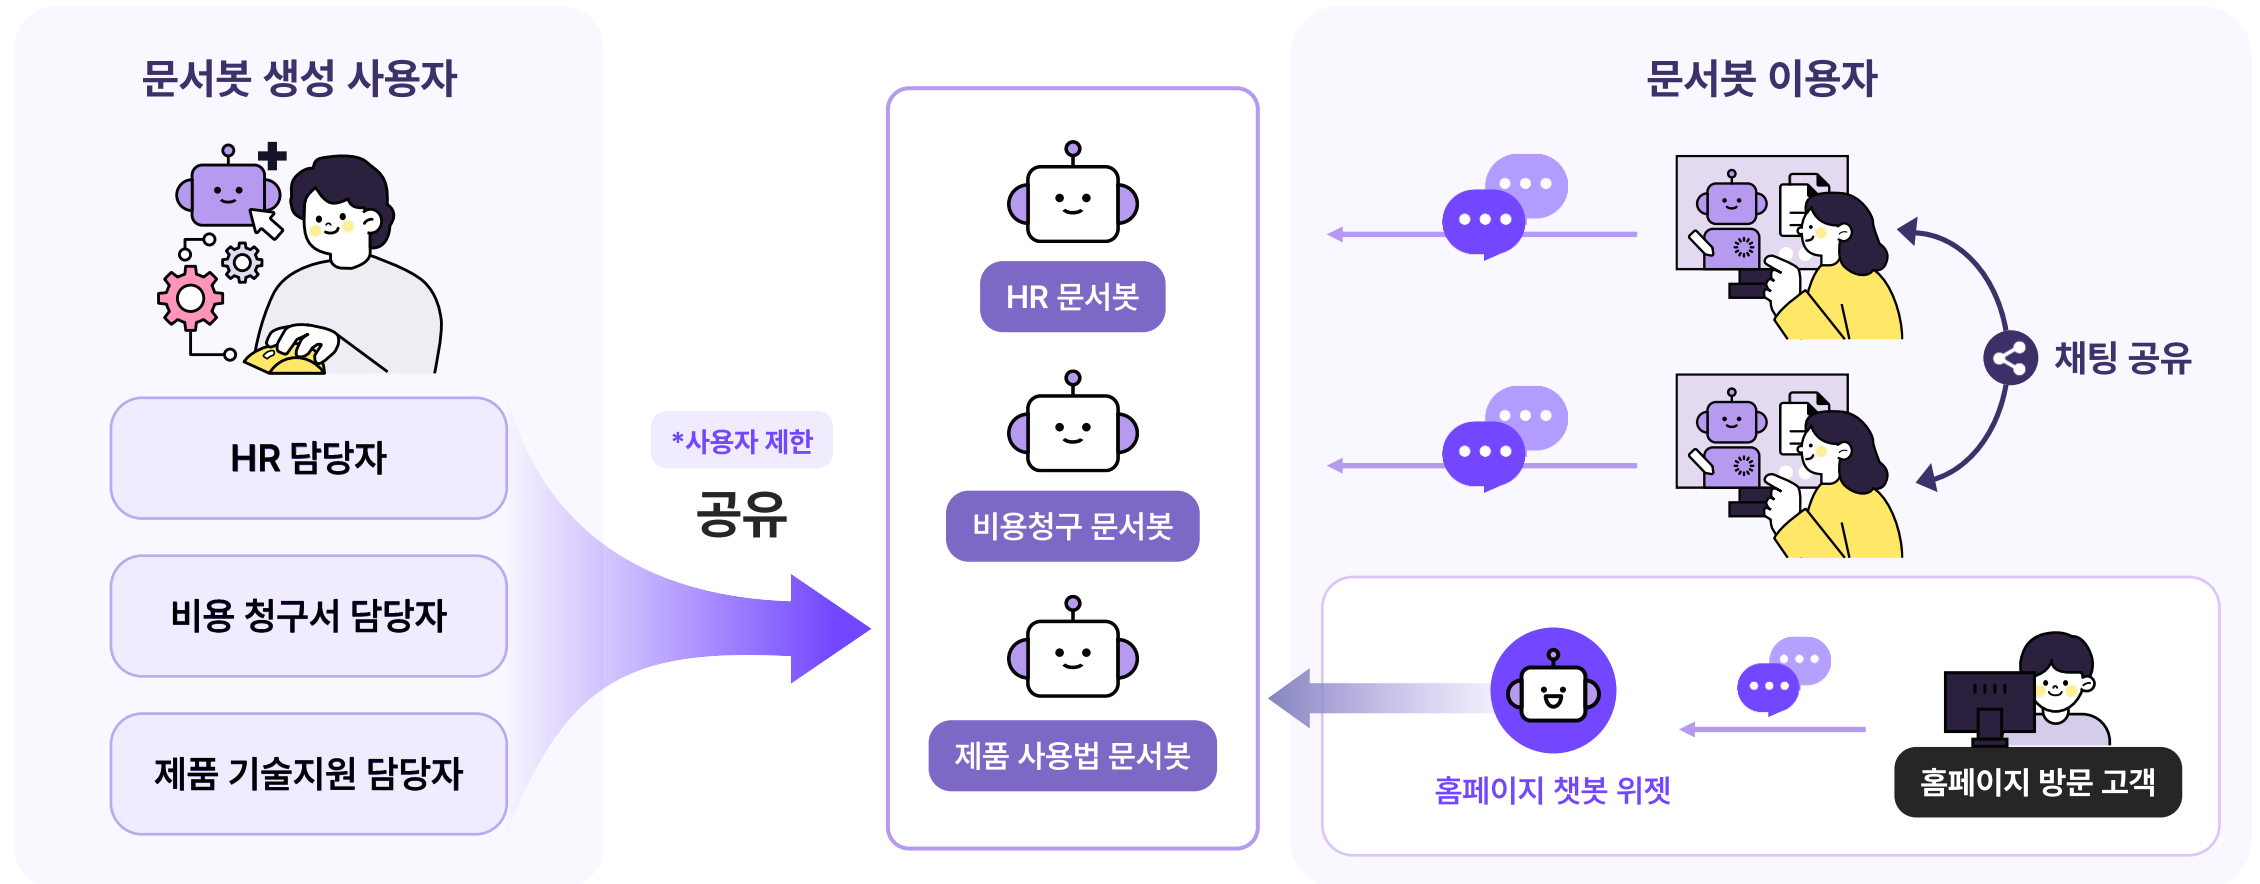 문서봇 생성 사용자
HR 담당자
비용 청구서 담당자
제품 기술지원 담당자
*사용자 제한
공유
HR 문서봇
비용청구 문서봇
제품 사용법 문서봇
문서봇 이용자
채팅 공유
홈페이지 챗봇 위젯
홈페이지 방문 고객